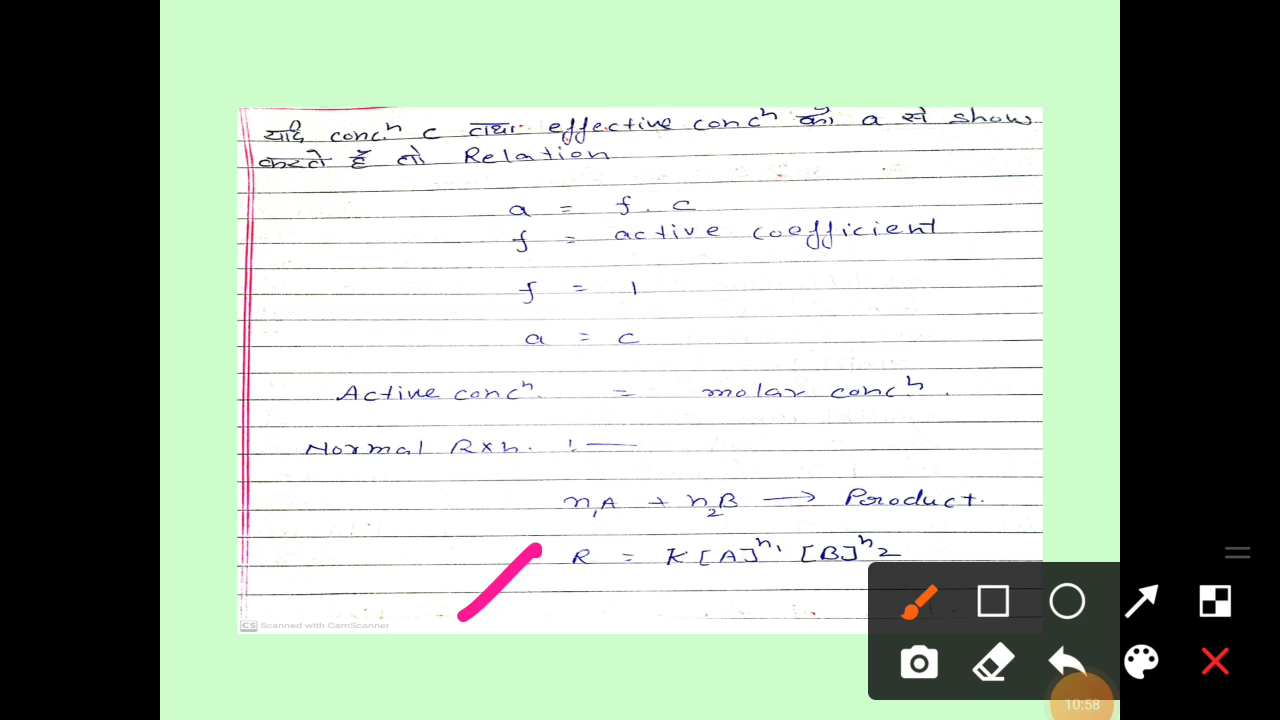 यदि concⁿ c तथा effective concⁿ को a से show
करते हैं तो Relation
a = f . c
f = active coefficient
f = 1
a = c
Active concⁿ. = molar concⁿ.
Normal Rxn. :—
n₁A + n₂B ⟶ Product.
R = K[A]ⁿ¹ [B]ⁿ²
CS Scanned with CamScanner
10:58